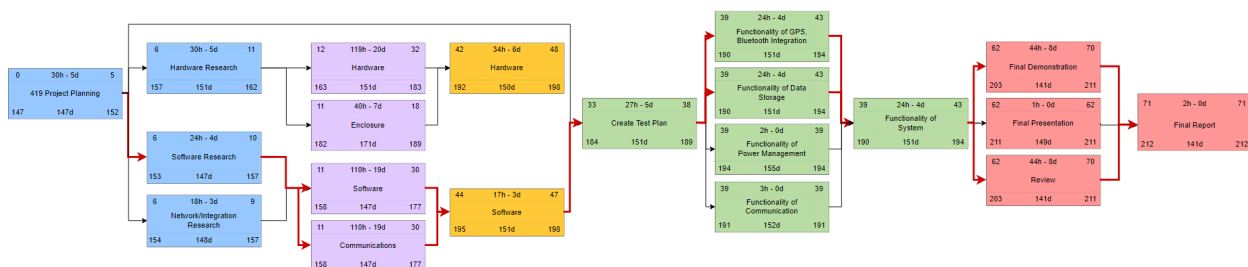 0 30h - 5d 5
419 Project Planning
147 147d 152
6 30h - 5d 11
Hardware Research
157 151d 162
6 24h - 4d 10
Software Research
153 147d 157
6 18h - 3d 9
Network/Integration
Research
154 148d 157
12 119h - 20d 32
Hardware
163 151d 183
11 40h - 7d 18
Enclosure
182 171d 189
11 110h - 19d 30
Software
158 147d 177
11 110h - 19d 30
Communications
158 147d 177
42 34h - 6d 48
Hardware
192 150d 198
44 17h - 3d 47
Software
195 151d 198
33 27h - 5d 38
Create Test Plan
184 151d 189
39 24h - 4d 43
Functionality of GPS,
Bluetooth Integration
190 151d 194
39 24h - 4d 43
Functionality of Data
Storage
190 151d 194
39 2h - 0d 39
Functionality of
Power Management
194 155d 194
39 3h - 0d 39
Functionality of
Communication
191 152d 191
39 24h - 4d 43
Functionality of
System
190 151d 194
62 44h - 8d 70
Final Demonstration
203 141d 211
62 1h - 0d 62
Final Presentation
211 149d 211
62 44h - 8d 70
Review
203 141d 211
71 2h - 0d 71
Final Report
212 141d 212